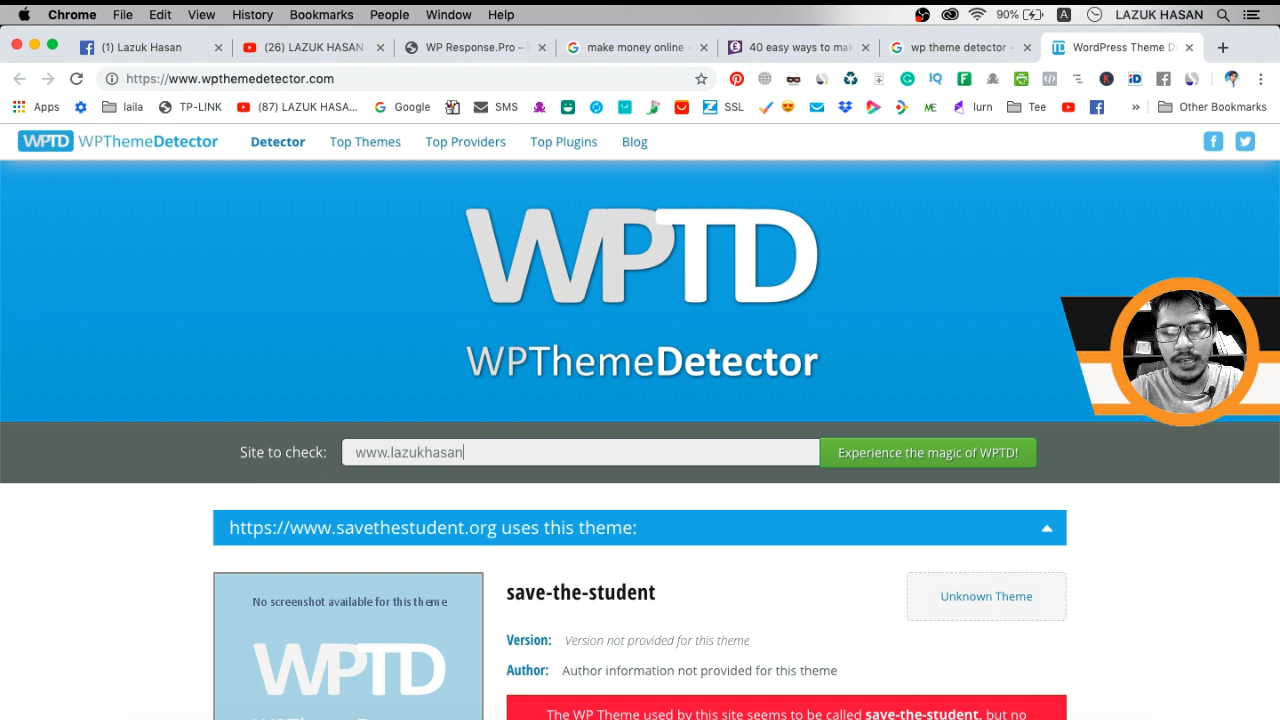 Chrome File Edit View History Bookmarks People Window Help 90% A LAZUK HASAN
(1) Lazuk Hasan (26) LAZUK HASAN WP Response.Pro – make money online - 40 easy ways to mak wp theme detector - WordPress Theme D
https://www.wpthemedetector.com
Apps laila TP-LINK (87) LAZUK HASA... Google SMS SSL ME lurn Tee » Other Bookmarks
WPTD WPThemeDetector Detector Top Themes Top Providers Top Plugins Blog
WPTD
WPThemeDetector
Site to check: www.lazukhasan Experience the magic of WPTD!
https://www.savethestudent.org uses this theme:
No screenshot available for this theme
WPTD
save-the-student
Unknown Theme
Version: Version not provided for this theme
Author: Author information not provided for this theme
The WP Theme used by this site seems to be called save-the-student, but no